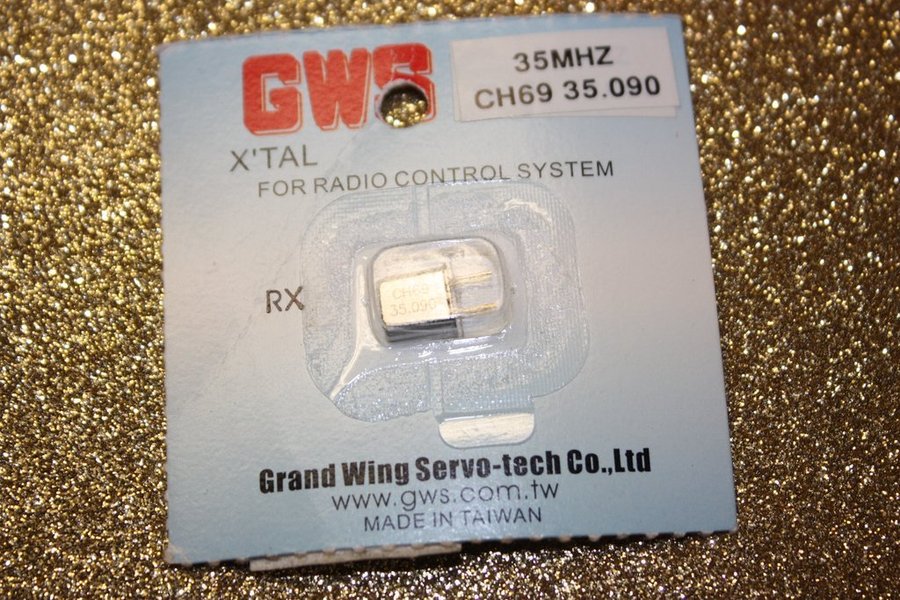 GWS
35MHZ
CH69 35.090
X'TAL
FOR RADIO CONTROL SYSTEM
RX
CH69
35.090
Grand Wing Servo-tech Co.,Ltd
www.gws.com.tw
MADE IN TAIWAN